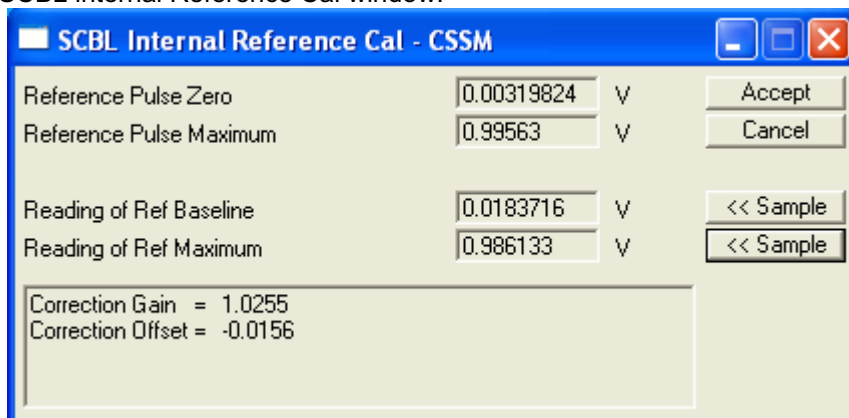 SCBL Internal Reference Cal window.
SCBL Internal Reference Cal - CSSM
Reference Pulse Zero 0.00319824 V Accept
Reference Pulse Maximum 0.99563 V Cancel
Reading of Ref Baseline 0.0183716 V << Sample
Reading of Ref Maximum 0.986133 V << Sample
Correction Gain = 1.0255
Correction Offset = -0.0156